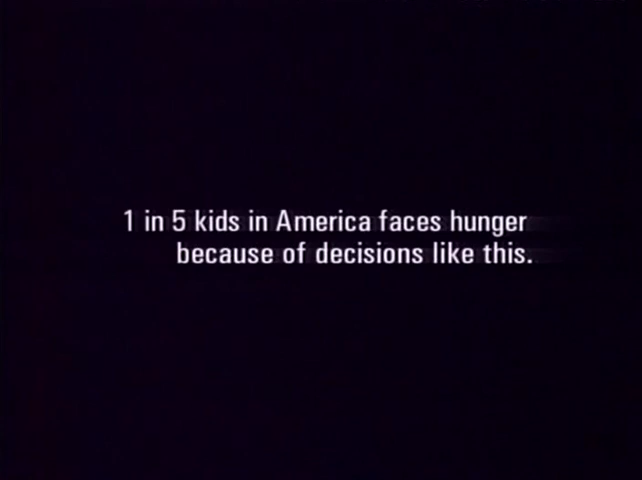 1 in 5 kids in America faces hunger
because of decisions like this.